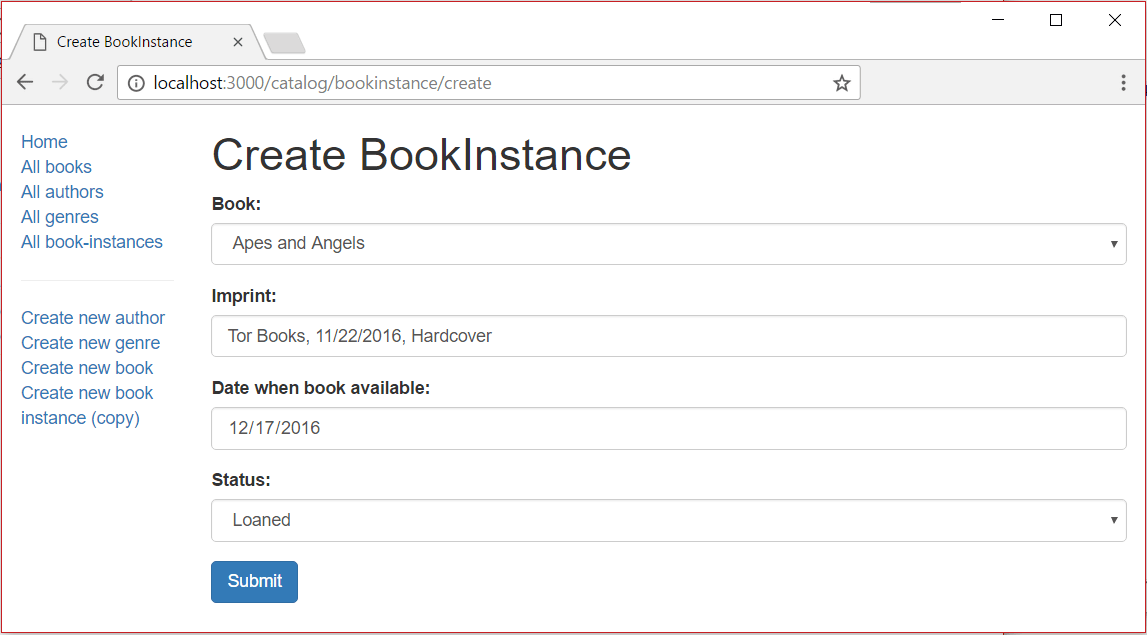 Create BookInstance
localhost:3000/catalog/bookinstance/create
Home
All books
All authors
All genres
All book-instances
Create new author
Create new genre
Create new book
Create new book
instance (copy)
Create BookInstance
Book:
Apes and Angels
Imprint:
Tor Books, 11/22/2016, Hardcover
Date when book available:
12/17/2016
Status:
Loaned
Submit